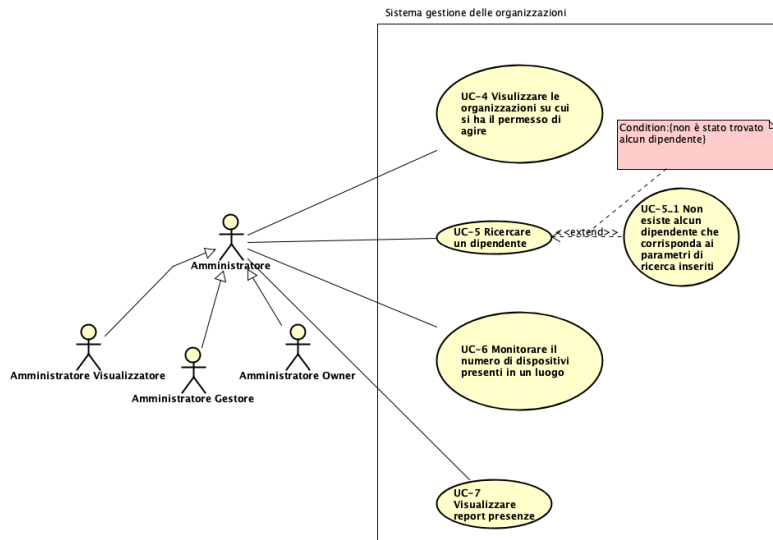 Sistema gestione delle organizzazioni
UC-4 Visulizzare le
organizzazioni su cui
si ha il permesso di
agire
Condition:{non è stato trovato
alcun dipendente}
UC-5 Ricercare
un dipendente
<<extend>>
UC-5..1 Non
esiste alcun
dipendente che
corrisponda ai
parametri di
ricerca inseriti
Amministratore
UC-6 Monitorare il
numero di dispositivi
presenti in un luogo
Amministratore Visualizzatore
Amministratore Gestore
Amministratore Owner
UC-7
Visualizzare
report presenze